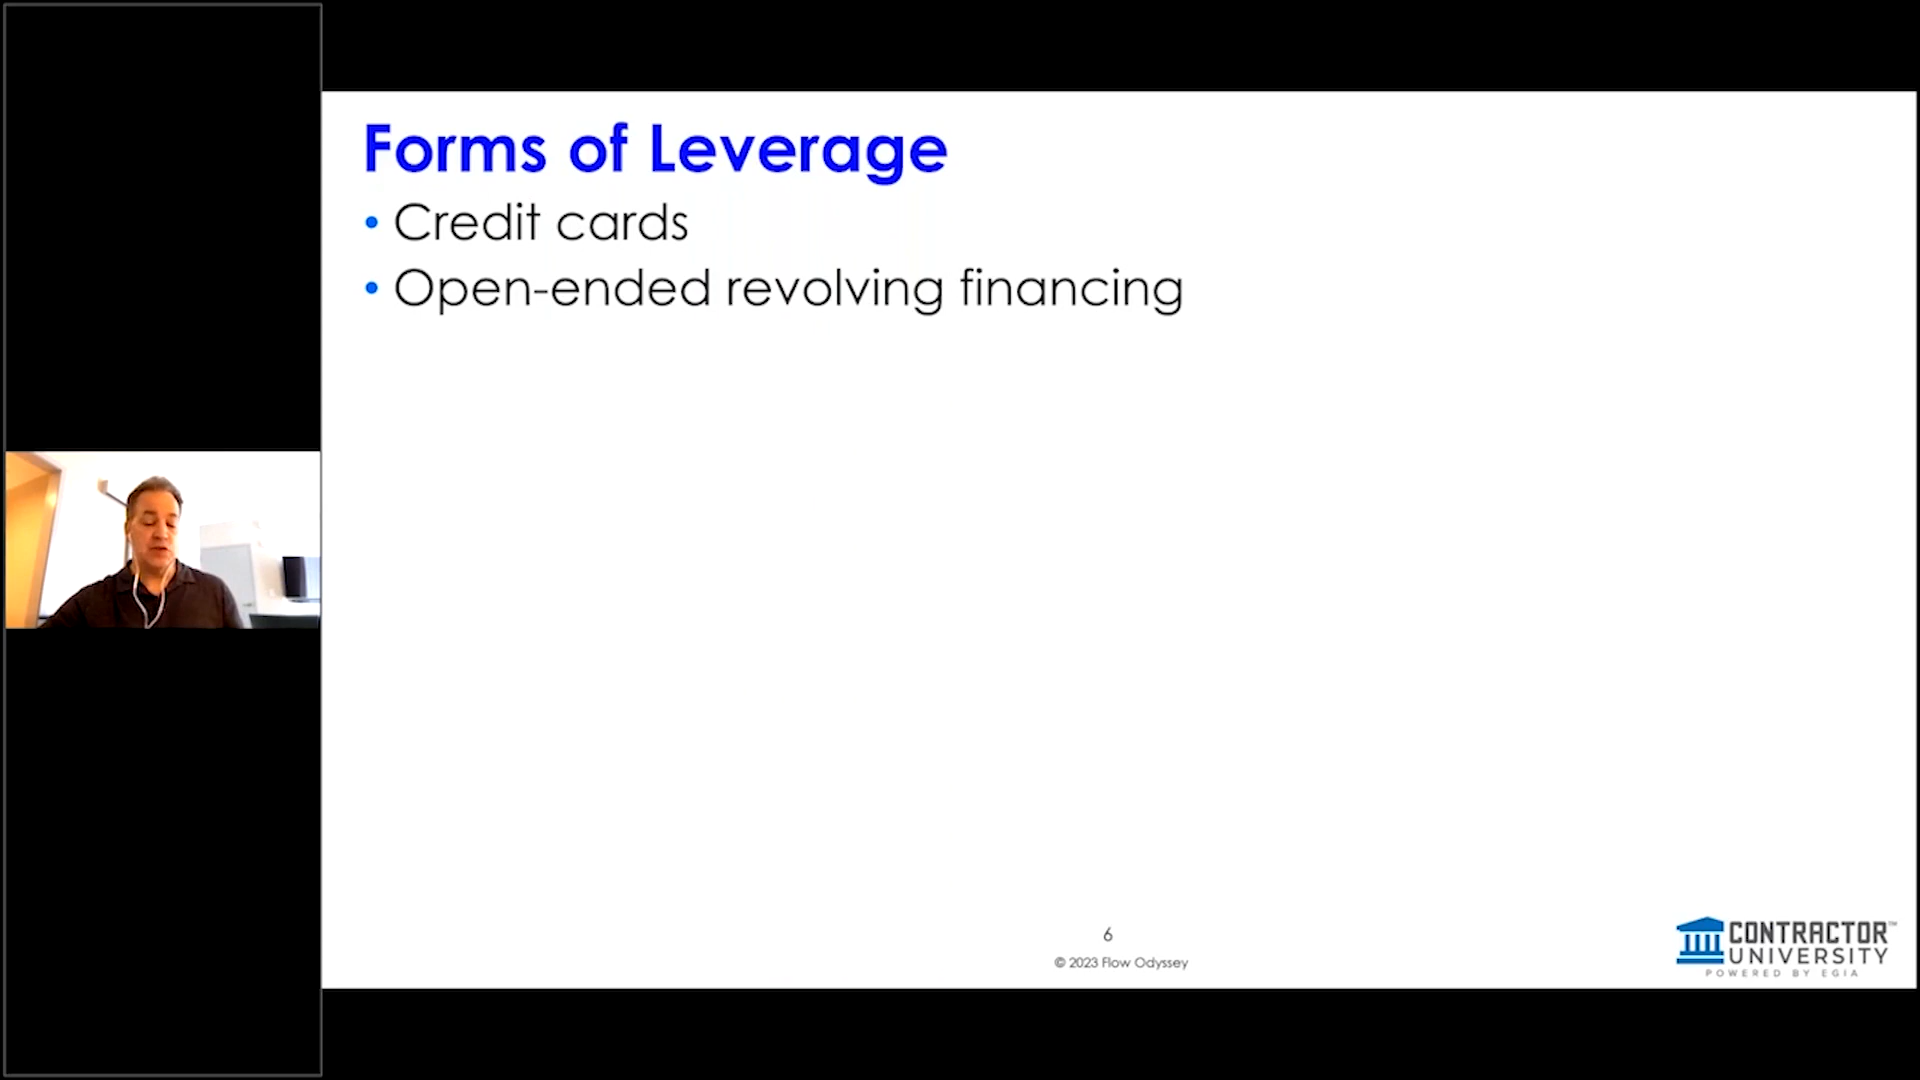 Forms of Leverage
• Credit cards
• Open-ended revolving financing
6
© 2023 Flow Odyssey
CONTRACTOR™
UNIVERSITY
POWERED BY EGIA